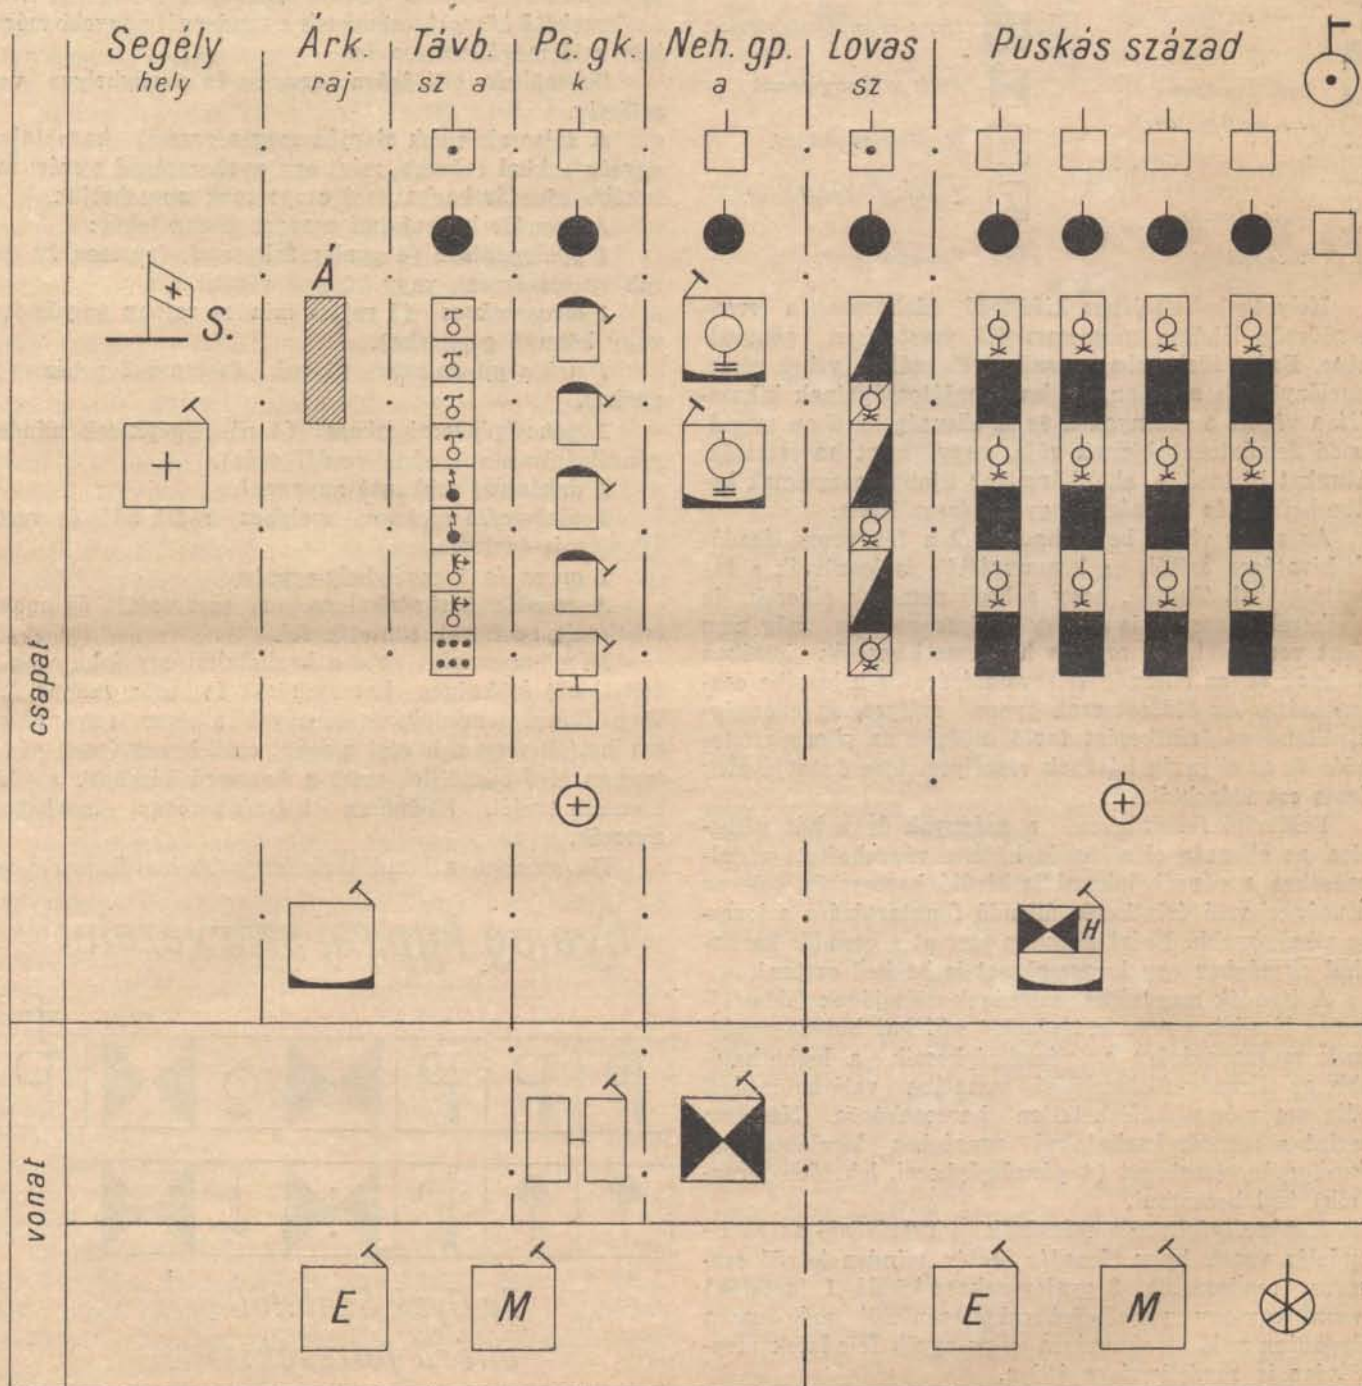 Segély hely
Árk. raj
Távb. sz a
Pc. gk. k
Neh. gp. a
Lovas sz
Puskás század
Á
S.
H
csapat
vonat
E
M
E
M